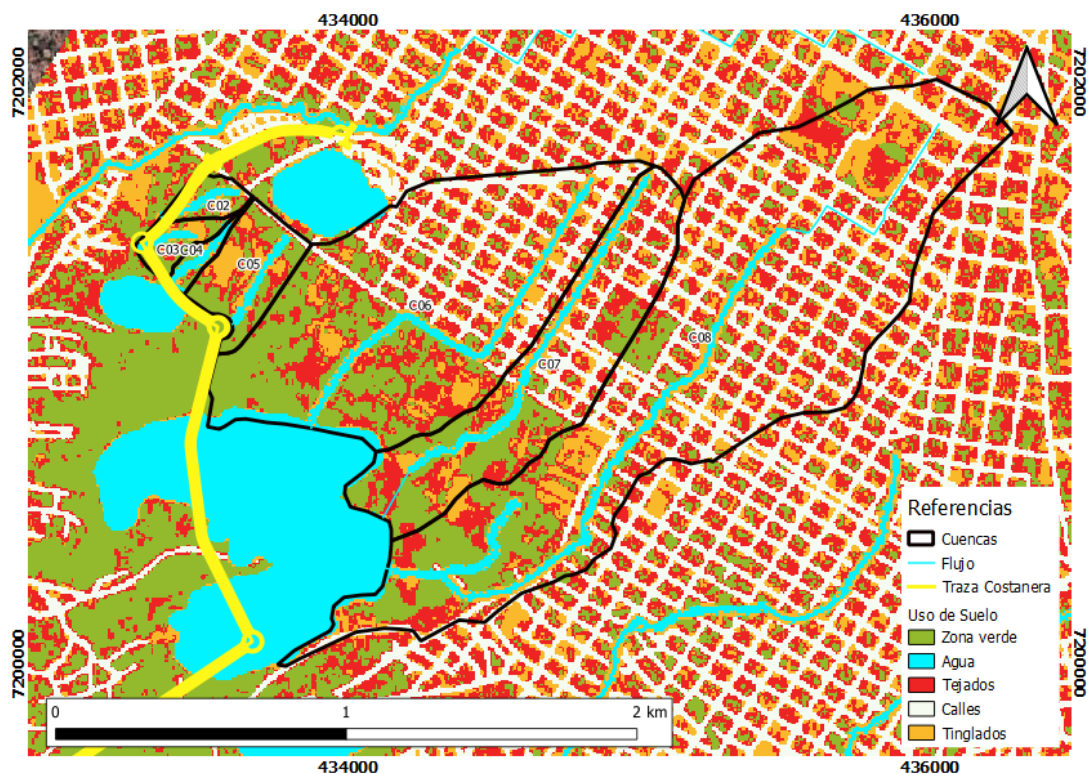 434000
436000
7202000
7202000
C02
C03
C04
C05
C06
C07
C08
Referencias
Cuencas
Flujo
Traza Costanera
Uso de Suelo
Zona verde
Agua
Tejados
Calles
Tinglados
7200000
7200000
0
1
2 km
434000
436000